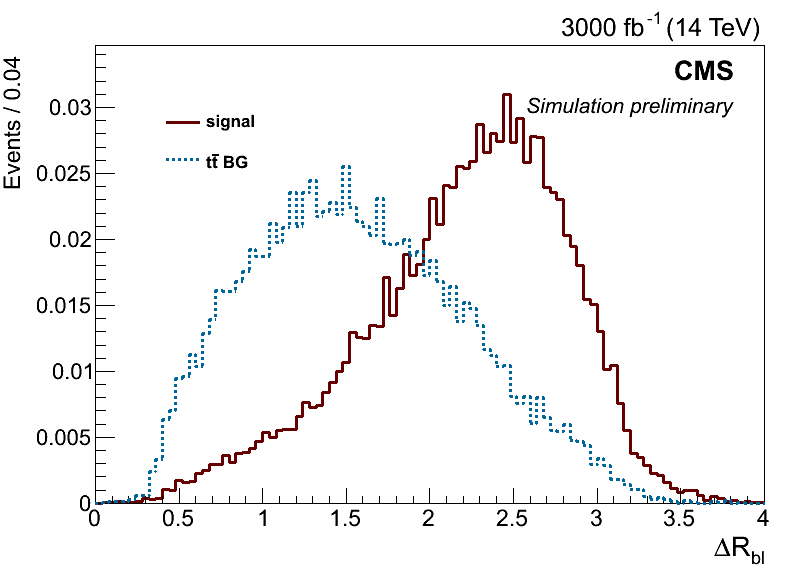 3000 fb⁻¹ (14 TeV)
Events / 0.04
CMS
Simulation preliminary
signal
tt̄ BG
0.03
0.025
0.02
0.015
0.01
0.005
0
0 0.5 1 1.5 2 2.5 3 3.5 4
ΔR_bl